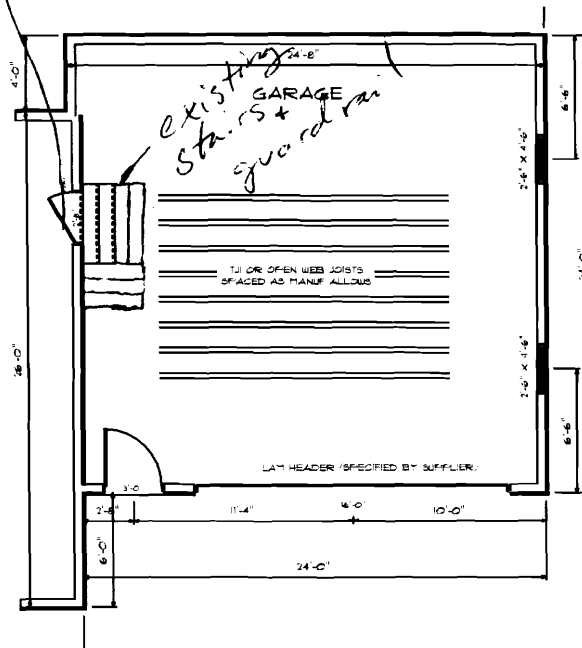 4'-0"
24'-8"
existing
stairs +
guard rail
GARAGE
6'-6"
2'-6" X 4'-6"
TJI OR OPEN WEB JOISTS
SPACED AS MANUF ALLOWS
26'-0"
2'-6" X 4'-6"
6'-6"
LAM HEADER (SPECIFIED BY SUPPLIER)
3'-0
2'-8"
11'-4"
16'-0"
10'-0"
6'-0"
24'-0"